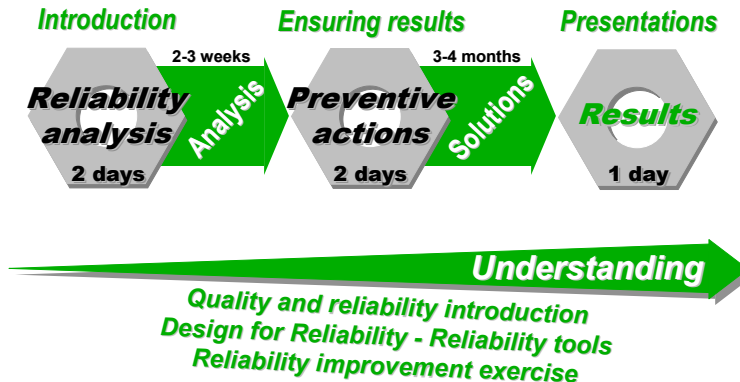 Introduction
Ensuring results
Presentations
2-3 weeks
3-4 months
Reliability
analysis
2 days
Analysis
Preventive
actions
2 days
Solutions
Results
1 day
Understanding
Quality and reliability introduction
Design for Reliability - Reliability tools
Reliability improvement exercise